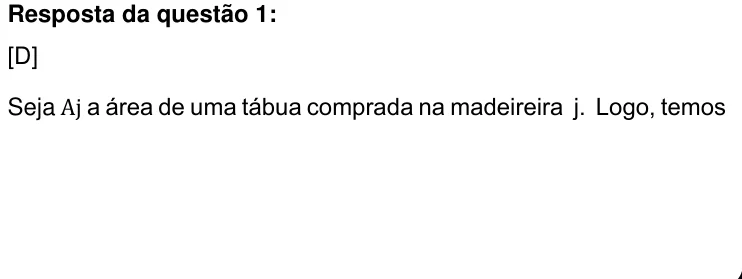 Resposta da questão 1:
[D]
Seja Aj a área de uma tábua comprada na madeireira j. Logo, temos